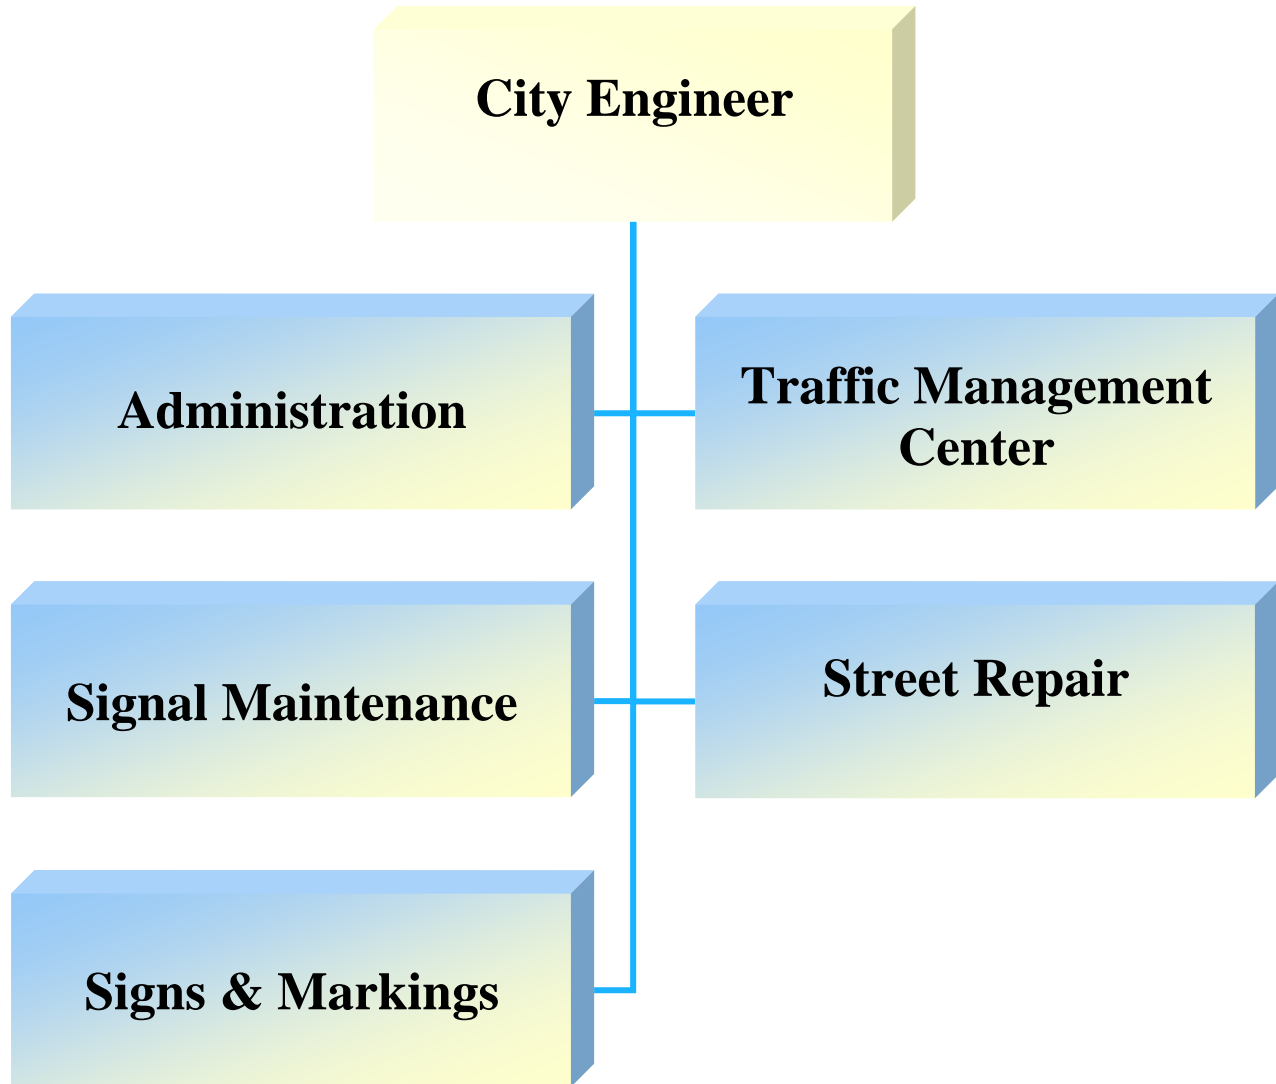 City Engineer
Administration
Traffic Management
Center
Signal Maintenance
Street Repair
Signs & Markings